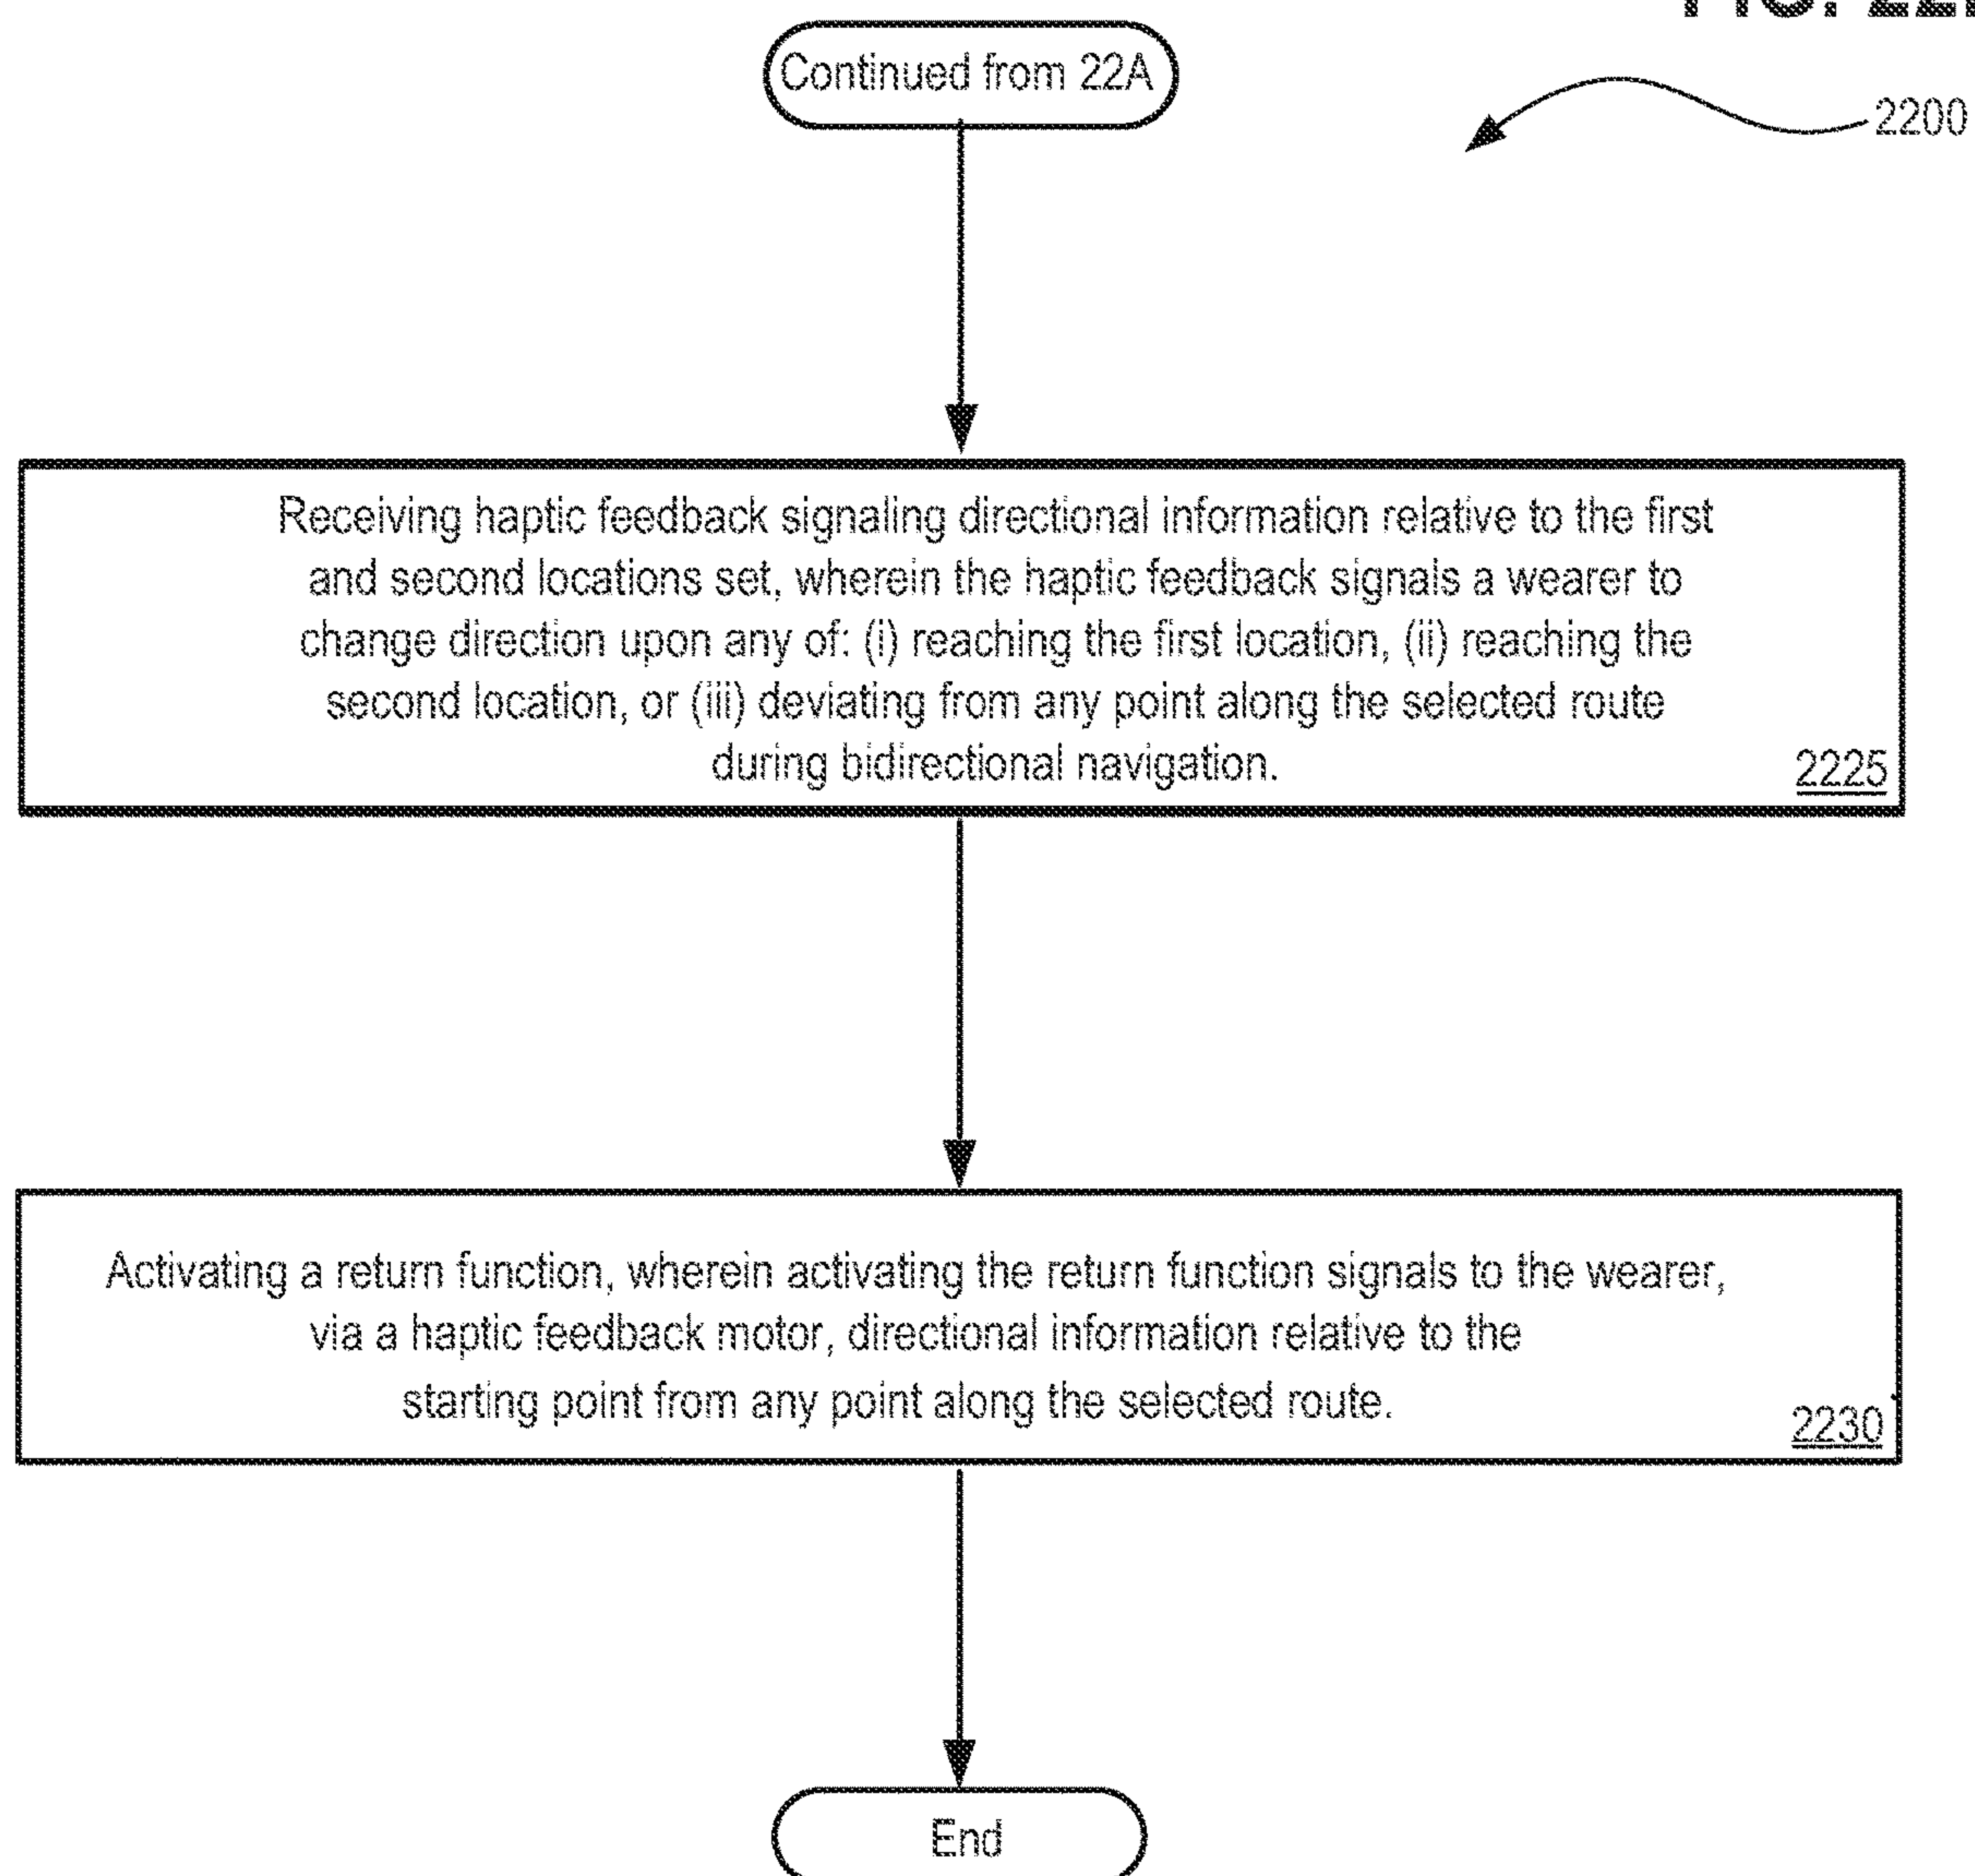 Continued from 22A
2200
Receiving haptic feedback signaling directional information relative to the first
and second locations set, wherein the haptic feedback signals a wearer to
change direction upon any of: (i) reaching the first location, (ii) reaching the
second location, or (iii) deviating from any point along the selected route
during bidirectional navigation.
2225
Activating a return function, wherein activating the return function signals to the wearer,
via a haptic feedback motor, directional information relative to the
starting point from any point along the selected route.
2230
End